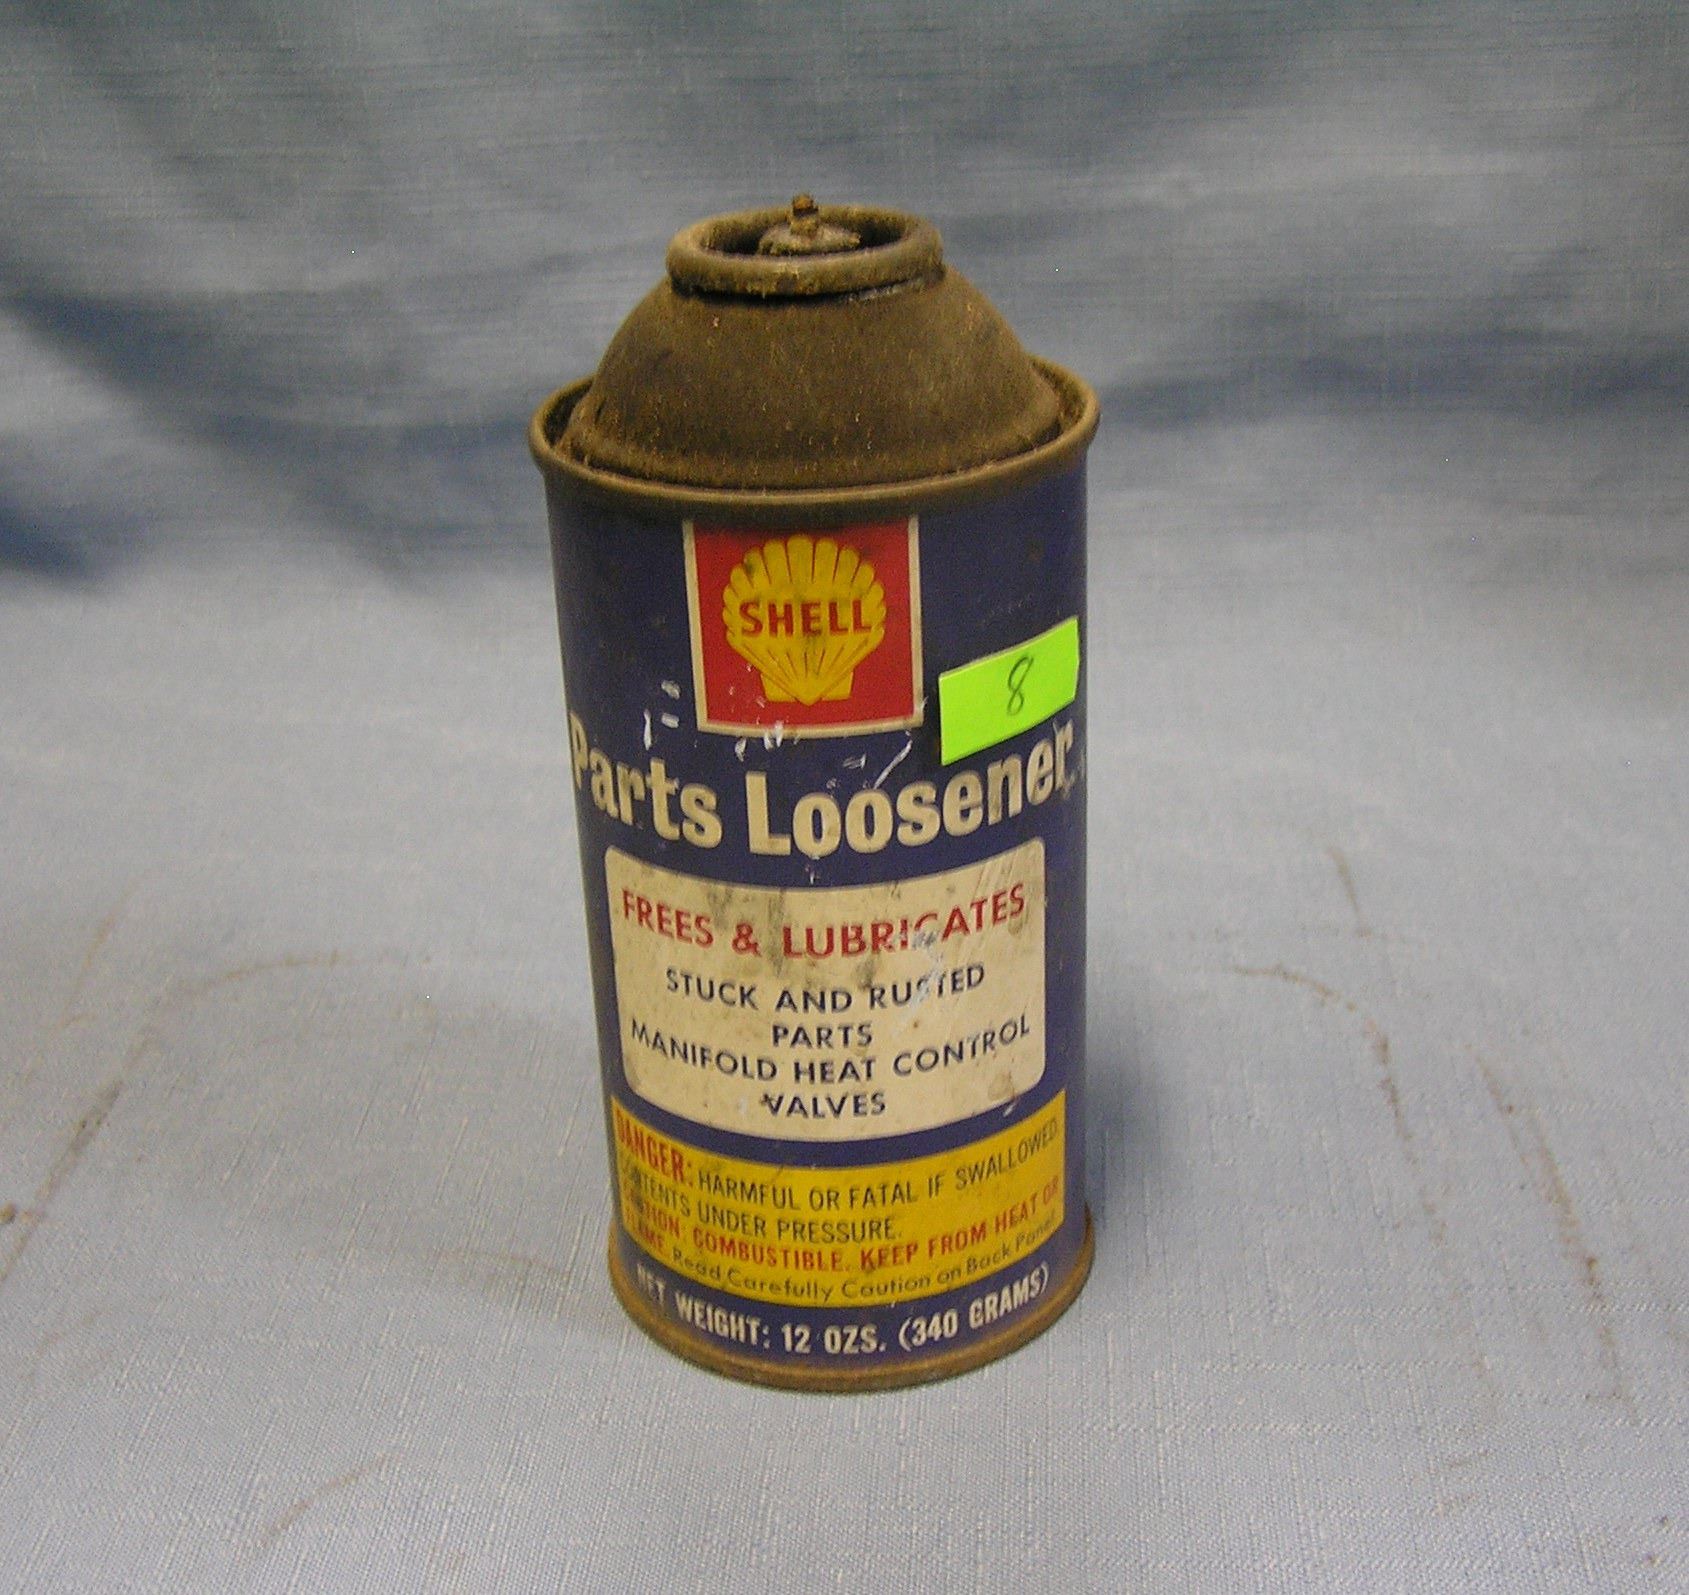 SHELL
8
Parts Loosener
FREES & LUBRICATES
STUCK AND RUSTED
PARTS
MANIFOLD HEAT CONTROL
VALVES
DANGER: HARMFUL OR FATAL IF SWALLOWED.
CONTENTS UNDER PRESSURE.
CAUTION: COMBUSTIBLE. KEEP FROM HEAT OR
FLAME. Read Carefully Caution on Back Panel
NET WEIGHT: 12 OZS. (340 GRAMS)